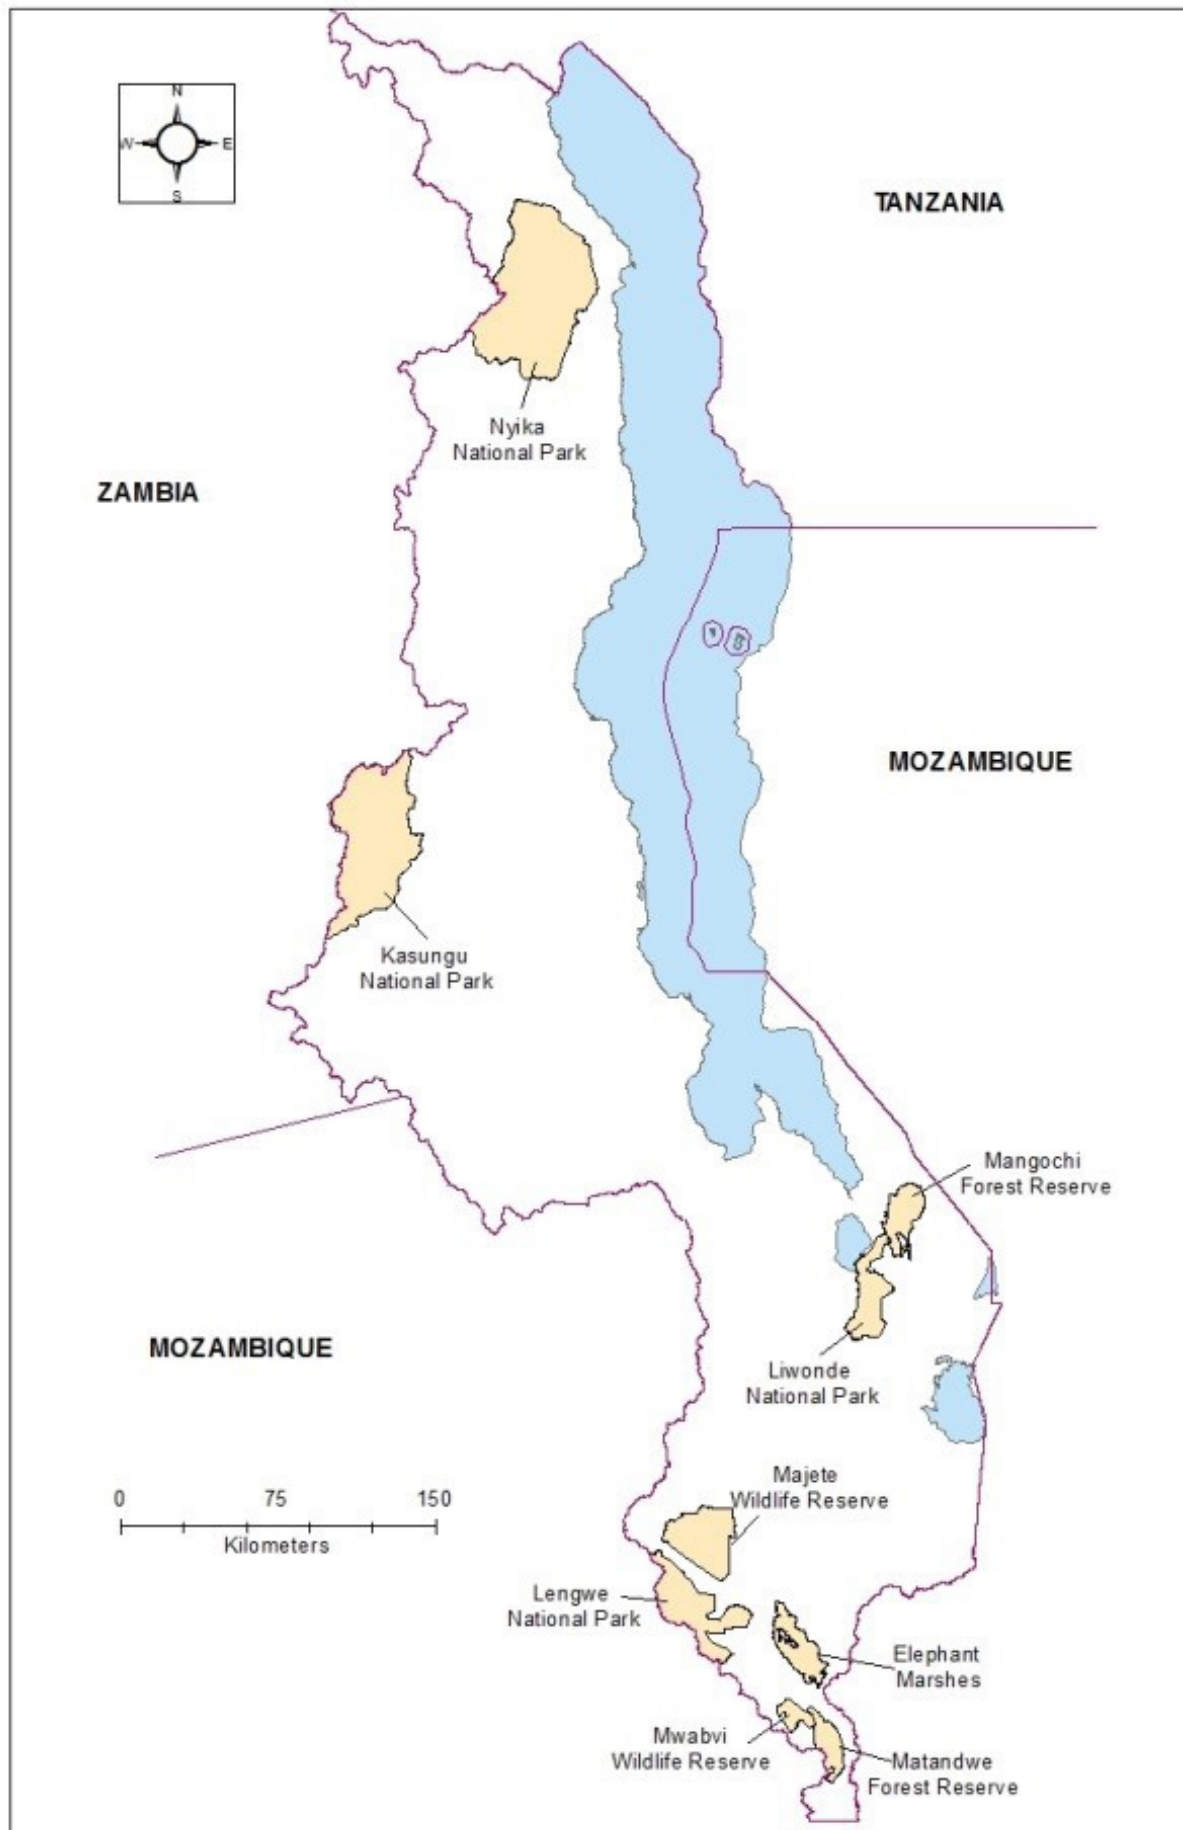 N
W
E
S
TANZANIA
Nyika
National Park
ZAMBIA
MOZAMBIQUE
Kasungu
National Park
Mangochi
Forest Reserve
MOZAMBIQUE
Liwonde
National Park
Majete
Wildlife Reserve
0 75 150
Kilometers
Lengwe
National Park
Elephant
Marshes
Mwabvi
Wildlife Reserve
Matandwe
Forest Reserve